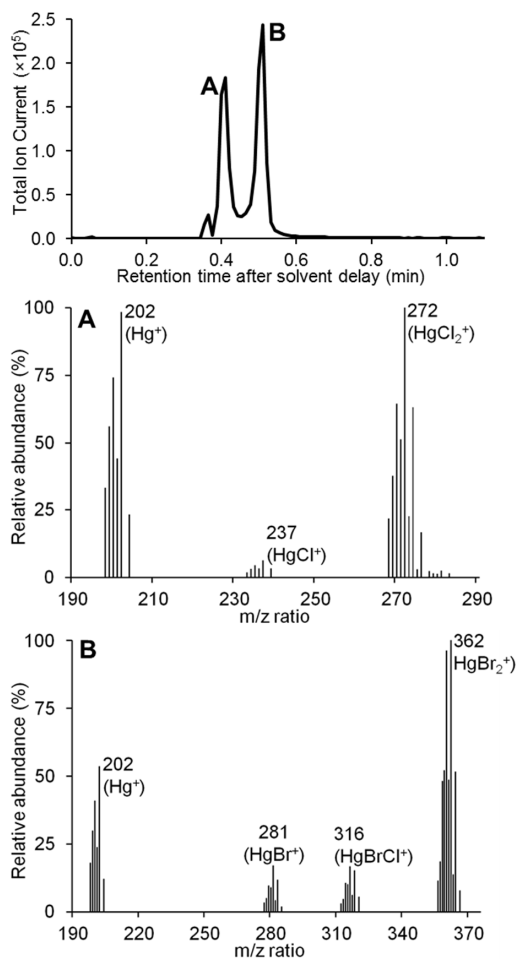 Total Ion Current (×10⁵)
2.5
2.0
1.5
1.0
0.5
0.0
A
B
0.0 0.2 0.4 0.6 0.8 1.0
Retention time after solvent delay (min)
A
Relative abundance (%)
100
75
50
25
0
202
(Hg⁺)
237
(HgCl⁺)
272
(HgCl₂⁺)
190 210 230 250 270 290
m/z ratio
B
Relative abundance (%)
100
75
50
25
0
202
(Hg⁺)
281
(HgBr⁺)
316
(HgBrCl⁺)
362
HgBr₂⁺)
190 220 250 280 310 340 370
m/z ratio